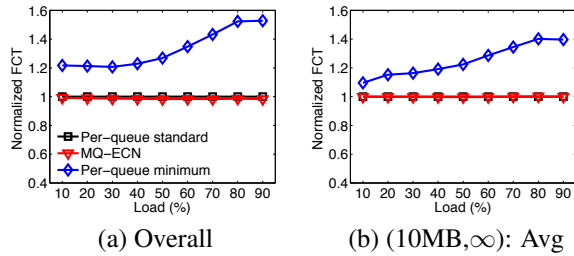 1.6
1.4
1.2
1
0.8
0.6
0.4
Normalized FCT
Per-queue standard
MQ-ECN
Per-queue minimum
10 20 30 40 50 60 70 80 90
Load (%)
(a) Overall
1.6
1.4
1.2
1
0.8
0.6
0.4
Normalized FCT
10 20 30 40 50 60 70 80 90
Load (%)
(b) (10MB,∞): Avg